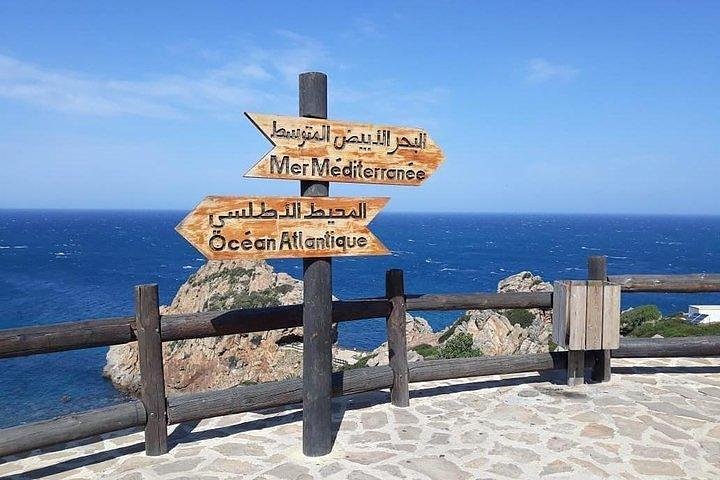 البحر الأبيض المتوسط
Mer Méditerranée
المحيط الأطلسي
Océan Atlantique